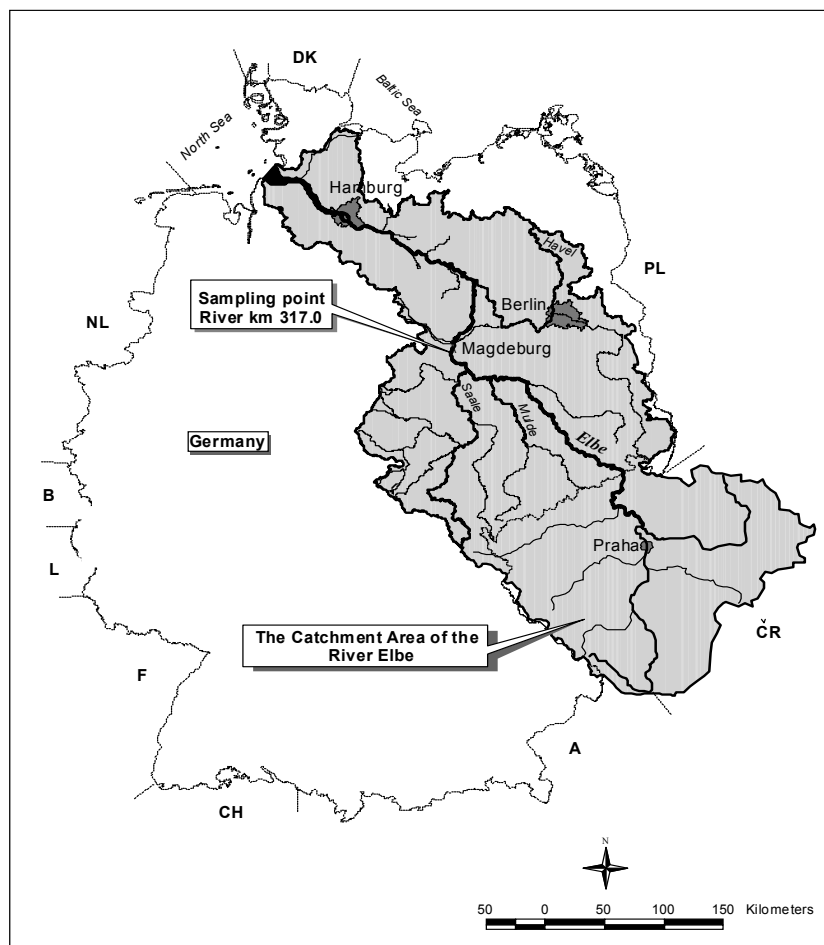 DK
Baltic Sea
North Sea
Hamburg
Havel
PL
Sampling point
River km 317.0
Berlin
NL
Magdeburg
Saale
Mulde
Elbe
Germany
B
Praha
L
The Catchment Area of the
River Elbe
ČR
F
A
CH
50 0 50 100 150 Kilometers